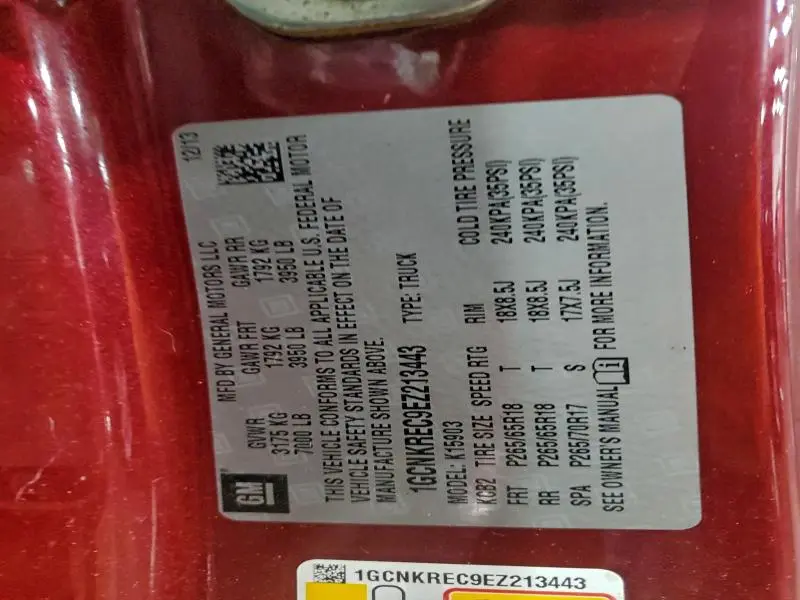 MFD BY GENERAL MOTORS LLC 12/13
GM
GVWR GAWR FRT GAWR RR
3175 KG 1792 KG 1792 KG
7000 LB 3950 LB 3950 LB
THIS VEHICLE CONFORMS TO ALL APPLICABLE U.S. FEDERAL MOTOR
VEHICLE SAFETY STANDARDS IN EFFECT ON THE DATE OF
MANUFACTURE SHOWN ABOVE.
1GCNKREC9EZ213443 TYPE: TRUCK
MODEL: K15903
KCB2 TIRE SIZE SPEED RTG RIM COLD TIRE PRESSURE
FRT P265/65R18 T 18X8.5J 240KPA(35PSI)
RR P265/65R18 T 18X8.5J 240KPA(35PSI)
SPA P265/70R17 S 17X7.5J 240KPA(35PSI)
SEE OWNER'S MANUAL i FOR MORE INFORMATION.
1GCNKREC9EZ213443